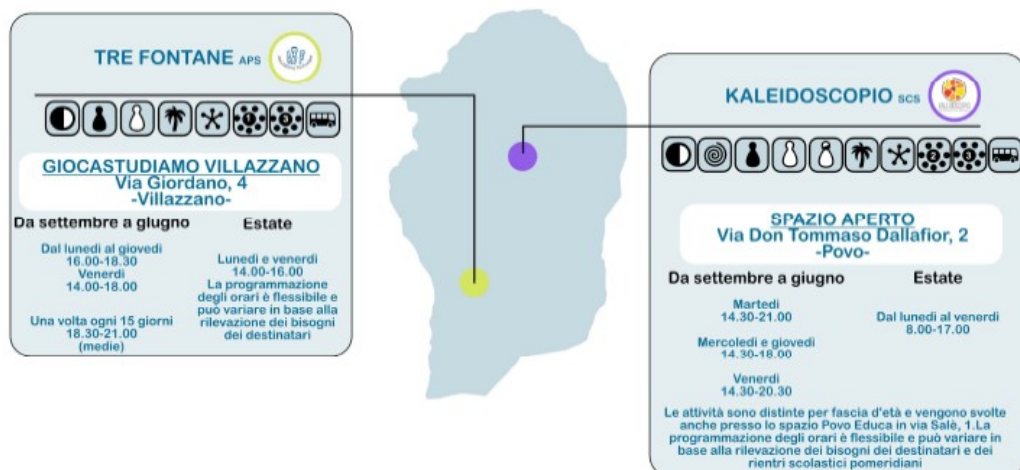 TRE FONTANE APS
GIOCASTUDIAMO VILLAZZANO
Via Giordano, 4
-Villazzano-
Da settembre a giugno
Dal lunedì al giovedì
16.00-18.30
Venerdì
14.00-18.00
Una volta ogni 15 giorni
18.30-21.00
(medie)
Estate
Lunedì e venerdì
14.00-16.00
La programmazione
degli orari è flessibile e
può variare in base alla
rilevazione dei bisogni
dei destinatari
KALEIDOSCOPIO SCS
KALEIDOSCOPIO
1
3
2
3
SPAZIO APERTO
Via Don Tommaso Dallafior, 2
-Povo-
Da settembre a giugno
Martedì
14.30-21.00
Mercoledì e giovedì
14.30-18.00
Venerdì
14.30-20.30
Estate
Dal lunedì al venerdì
8.00-17.00
Le attività sono distinte per fascia d'età e vengono svolte
anche presso lo spazio Povo Educa in via Salè, 1.La
programmazione degli orari è flessibile e può variare in
base alla rilevazione dei bisogni dei destinatari e dei
rientri scolastici pomeridiani